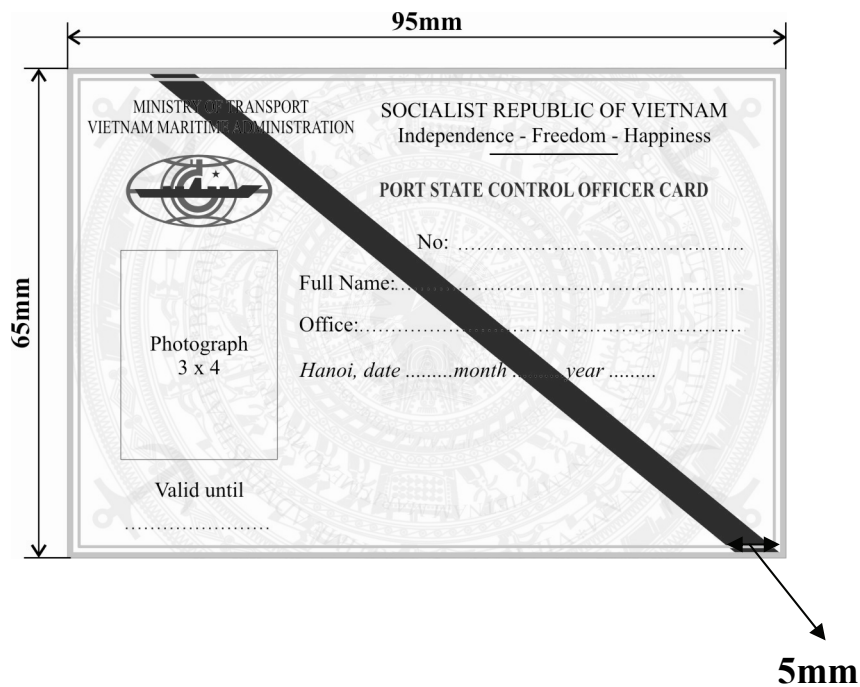 95mm
MINISTRY OF TRANSPORT
VIETNAM MARITIME ADMINISTRATION
SOCIALIST REPUBLIC OF VIETNAM
Independence - Freedom - Happiness
PORT STATE CONTROL OFFICER CARD
No: ............................................
Full Name:......................................................
Office:...........................................................
Hanoi, date .........month .........year .........
65mm
Photograph
3 x 4
Valid until
......................
5mm